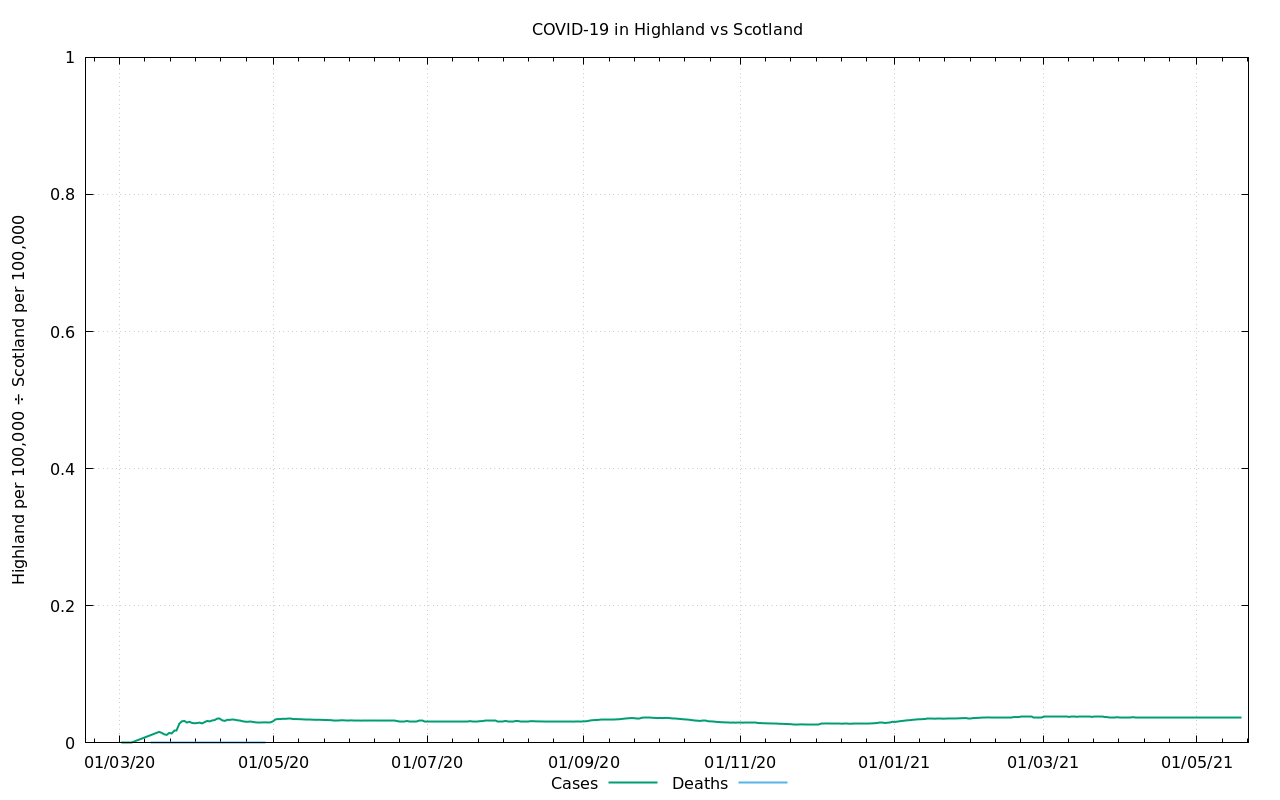 COVID-19 in Highland vs Scotland
Highland per 100,000 ÷ Scotland per 100,000
1
0.8
0.6
0.4
0.2
0
01/03/20 01/05/20 01/07/20 01/09/20 01/11/20 01/01/21 01/03/21 01/05/21
Cases Deaths